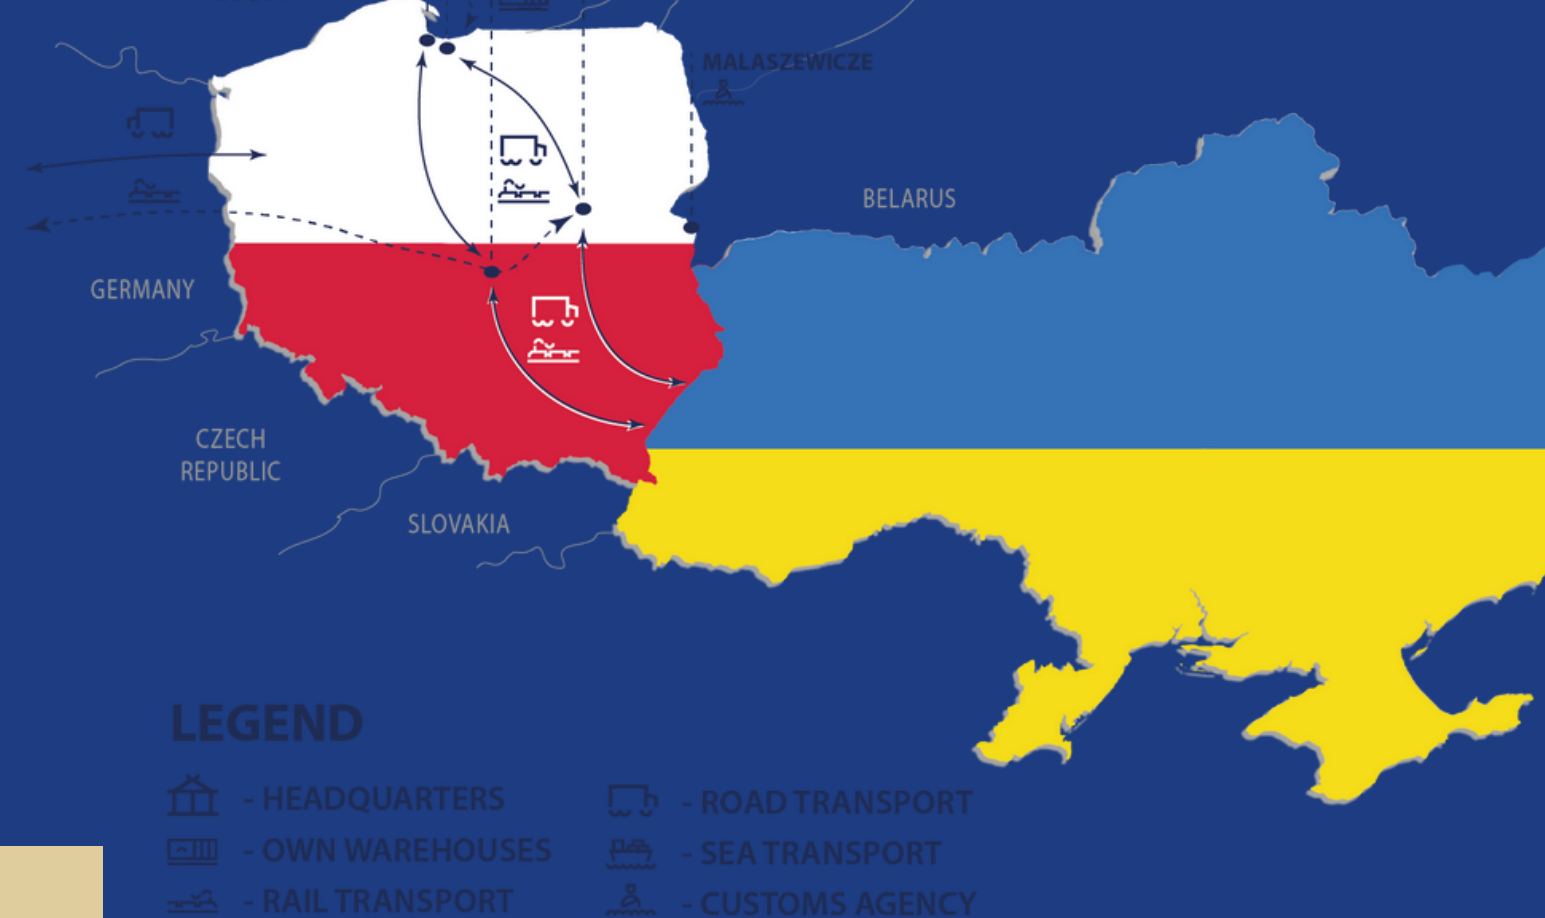 MALASZEWICZE
BELARUS
GERMANY
CZECH
REPUBLIC
SLOVAKIA
LEGEND
- HEADQUARTERS
- OWN WAREHOUSES
- RAIL TRANSPORT
- ROAD TRANSPORT
- SEA TRANSPORT
- CUSTOMS AGENCY